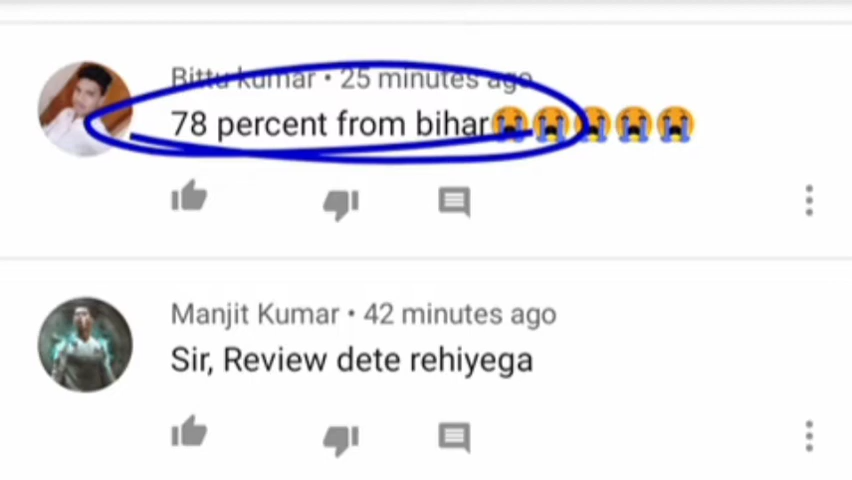 Bittu kumar • 25 minutes ago
78 percent from bihar😭😭😭😭😭
Manjit Kumar • 42 minutes ago
Sir, Review dete rehiyega